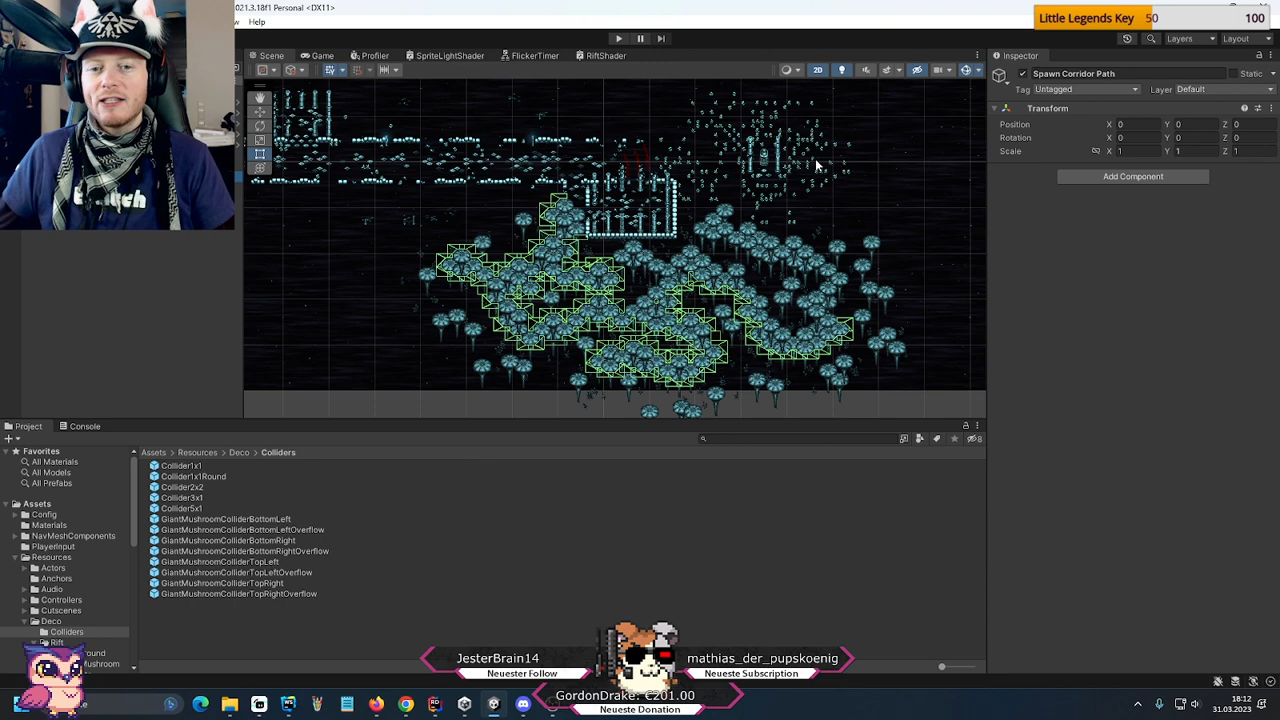 021.3.18f1 Personal <DX11>
Little Legends Key 50 100
Help
Layers
Layout
Scene
Game
Profiler
SpriteLightShader
FlickerTimer
RiftShader
Inspector
2D
Spawn Corridor Path
Static
Tag Untagged
Layer Default
Transform
Position X 0 Y 0 Z 0
Rotation X 0 Y 0 Z 0
Scale X 1 Y 1 Z 1
Add Component
twitch
Project
Console
8
Favorites
All Materials
All Models
All Prefabs
Assets
Config
Materials
NavMeshComponents
PlayerInput
Resources
Actors
Anchors
Audio
Controllers
Cutscenes
Deco
Colliders
Rift
Assets > Resources > Deco > Colliders
Collider1x1
Collider1x1Round
Collider2x2
Collider3x1
Collider5x1
GiantMushroomColliderBottomLeft
GiantMushroomColliderBottomLeftOverflow
GiantMushroomColliderBottomRight
GiantMushroomColliderBottomRightOverflow
GiantMushroomColliderTopLeft
GiantMushroomColliderTopLeftOverflow
GiantMushroomColliderTopRight
GiantMushroomColliderTopRightOverflow
JesterBrain14
Neuester Follow
mathias_der_pupskoenig
Neueste Subscription
GordonDrake: €201.00
Neueste Donation
18:12
31.03.2023